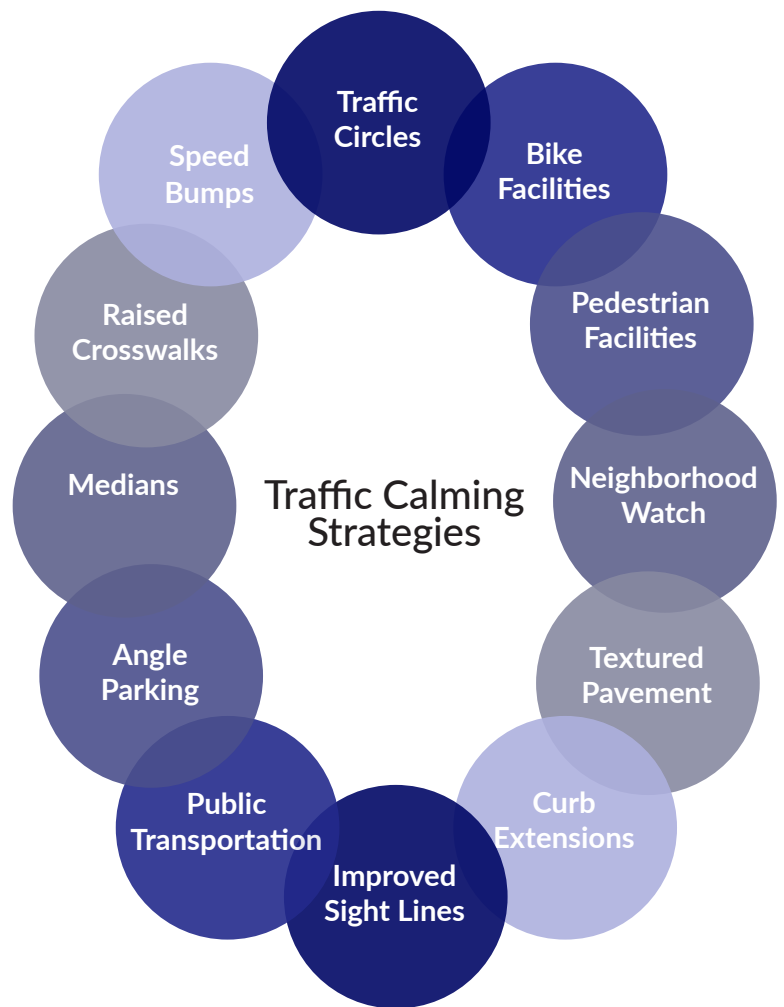 Traffic
Circles
Bike
Facilities
Pedestrian
Facilities
Neighborhood
Watch
Textured
Pavement
Curb
Extensions
Improved
Sight Lines
Public
Transportation
Angle
Parking
Medians
Raised
Crosswalks
Speed
Bumps
Traffic Calming
Strategies